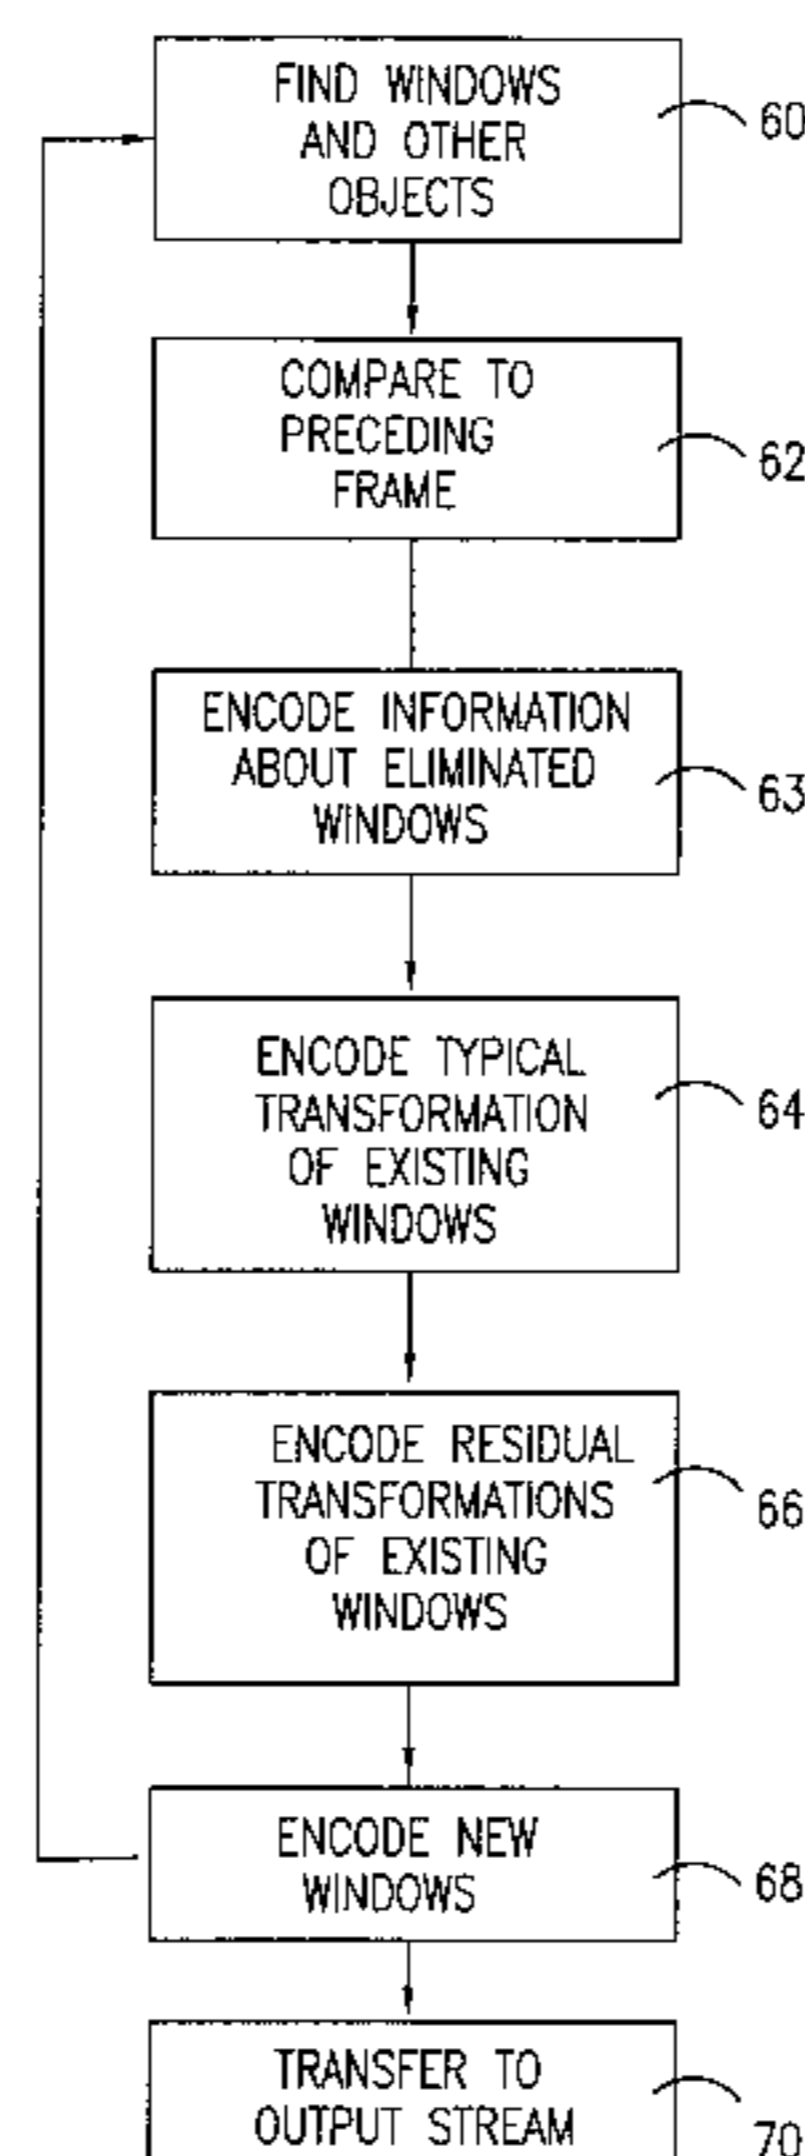 FIND WINDOWS
AND OTHER
OBJECTS
60
COMPARE TO
PRECEDING
FRAME
62
ENCODE INFORMATION
ABOUT ELIMINATED
WINDOWS
63
ENCODE TYPICAL
TRANSFORMATION
OF EXISTING
WINDOWS
64
ENCODE RESIDUAL
TRANSFORMATIONS
OF EXISTING
WINDOWS
66
ENCODE NEW
WINDOWS
68
TRANSFER TO
OUTPUT STREAM
70